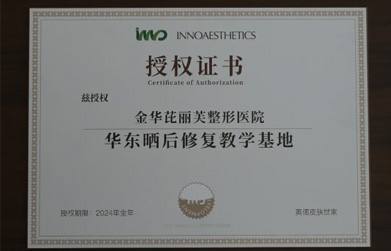 inno INNOAESTHETICS
授权证书
Certificate of Authorization
兹授权
金华芘丽芙整形医院
华东晒后修复教学基地
授权期限：2024年全年 英诺皮肤世家